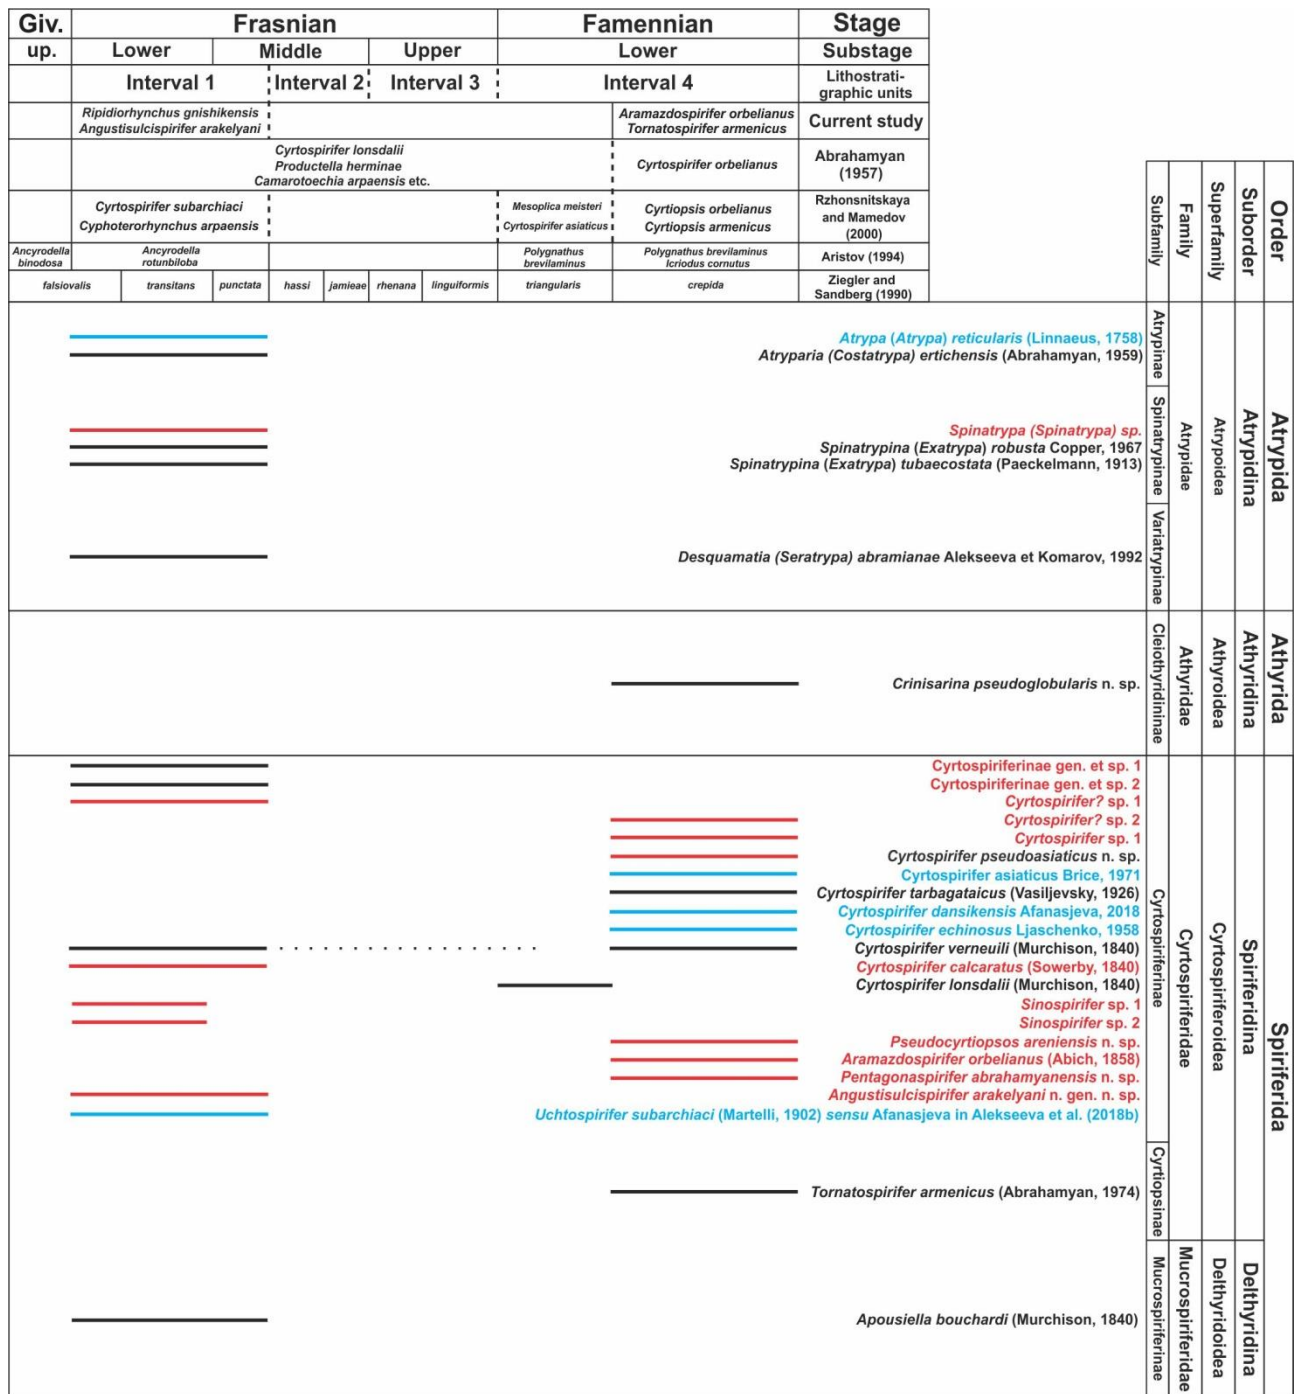 Giv. Frasnian Famennian Stage
up. Lower Middle Upper Lower Substage
Interval 1 Interval 2 Interval 3 Interval 4 Lithostrati-
graphic units
Ripidiorhynchus gnishikensis
Angustisulcispirifer arakelyani
Aramazdospirifer orbelianus
Tornatospirifer armenicus
Current study
Cyrtospirifer lonsdalii
Productella herminae
Camarotoechia arpaensis etc.
Cyrtospirifer orbelianus
Abrahamyan
(1957)
Cyrtospirifer subarchiaci
Cyphoterorhynchus arpaensis
Mesoplica meisteri
Cyrtospirifer asiaticus
Cyrtiopsis orbelianus
Cyrtiopsis armenicus
Rzhonsnitskaya
and Mamedov
(2000)
Ancyrodella
binodosa
Ancyrodella
rotunbiloba
Polygnathus
brevilaminus
Polygnathus brevilaminus
Icriodus cornutus
Aristov (1994)
falsiovalis transitans punctata hassi jamieae rhenana linguiformis triangularis crepida
Ziegler and
Sandberg (1990)
Subfamily
Family
Superfamily
Suborder
Order
Atrypa (Atrypa) reticularis (Linnaeus, 1758)
Atryparia (Costatrypa) ertichensis (Abrahamyan, 1959)
Atrypinae
Spinatrypa (Spinatrypa) sp.
Spinatrypina (Exatrypa) robusta Copper, 1967
Spinatrypina (Exatrypa) tubaecostata (Paeckelmann, 1913)
Spinatrypinae
Desquamatia (Seratrypa) abramianae Alekseeva et Komarov, 1992
Variatrypinae
Atrypidae
Atrypoidea
Atrypidina
Atrypida
Crinisarina pseudoglobularis n. sp.
Cleiothyridininae
Athyridae
Athyroidea
Athyridina
Athyrida
Cyrtospiriferinae gen. et sp. 1
Cyrtospiriferinae gen. et sp. 2
Cyrtospirifer? sp. 1
Cyrtospirifer? sp. 2
Cyrtospirifer sp. 1
Cyrtospirifer pseudoasiaticus n. sp.
Cyrtospirifer asiaticus Brice, 1971
Cyrtospirifer tarbagataicus (Vasiljevsky, 1926)
Cyrtospirifer dansikensis Afanasjeva, 2018
Cyrtospirifer echinosus Ljaschenko, 1958
Cyrtospirifer verneuili (Murchison, 1840)
Cyrtospirifer calcaratus (Sowerby, 1840)
Cyrtospirifer lonsdalii (Murchison, 1840)
Sinospirifer sp. 1
Sinospirifer sp. 2
Pseudocyrtiopsos areniensis n. sp.
Aramazdospirifer orbelianus (Abich, 1858)
Pentagonaspirifer abrahamyanensis n. sp.
Angustisulcispirifer arakelyani n. gen. n. sp.
Uchtospirifer subarchiaci (Martelli, 1902) sensu Afanasjeva in Alekseeva et al. (2018b)
Cyrtospiriferinae
Tornatospirifer armenicus (Abrahamyan, 1974)
Cyrtiopsinae
Cyrtospiriferidae
Cyrtospiriferoidea
Spiriferidina
Spiriferida
Apousiella bouchardi (Murchison, 1840)
Mucrospiriferinae
Mucrospiriferidae
Delthyridoidea
Delthyridina